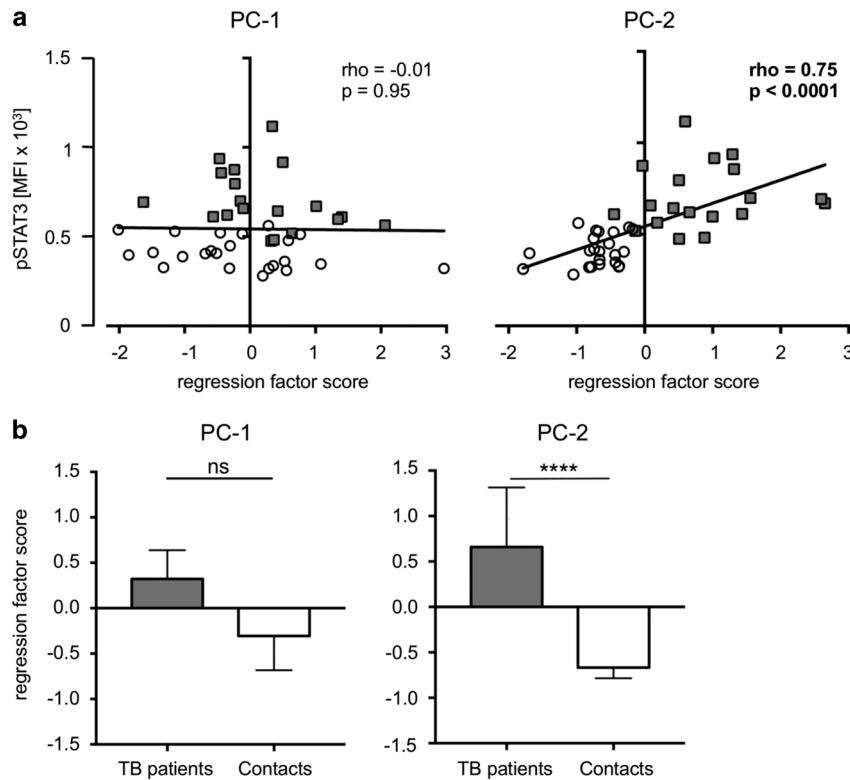 a
PC-1
PC-2
rho = -0.01
p = 0.95
rho = 0.75
p < 0.0001
pSTAT3 [MFI x 10³]
1.5
1
0.5
0
-2 -1 0 1 2 3
-2 -1 0 1 2 3
regression factor score
regression factor score
b
PC-1
PC-2
ns
****
regression factor score
1.5
1.0
0.5
0.0
-0.5
-1.0
-1.5
1.5
1.0
0.5
0.0
-0.5
-1.0
-1.5
TB patients Contacts
TB patients Contacts